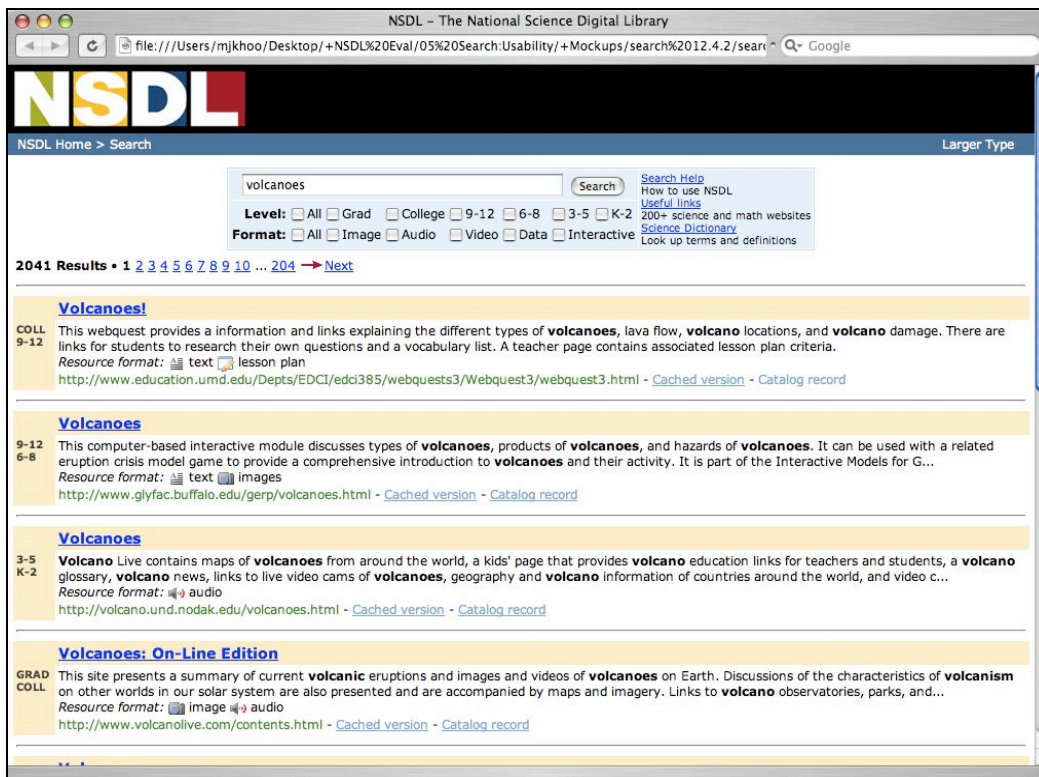 NSDL – The National Science Digital Library
file:///Users/mjkhoo/Desktop/+NSDL%20Eval/05%20Search:Usability/+Mockups/search%2012.4.2/sear
Google
NSDL
NSDL Home > Search
Larger Type
volcanoes
Search
Search Help
How to use NSDL
Useful links
200+ science and math websites
Science Dictionary
Look up terms and definitions
Level: All Grad College 9-12 6-8 3-5 K-2
Format: All Image Audio Video Data Interactive
2041 Results • 1 2 3 4 5 6 7 8 9 10 ... 204 Next
Volcanoes!
COLL
9-12
This webquest provides a information and links explaining the different types of volcanoes, lava flow, volcano locations, and volcano damage. There are
links for students to research their own questions and a vocabulary list. A teacher page contains associated lesson plan criteria.
Resource format: text lesson plan
http://www.education.umd.edu/Depts/EDCI/edci385/webquests3/Webquest3/webquest3.html - Cached version - Catalog record
Volcanoes
9-12
6-8
This computer-based interactive module discusses types of volcanoes, products of volcanoes, and hazards of volcanoes. It can be used with a related
eruption crisis model game to provide a comprehensive introduction to volcanoes and their activity. It is part of the Interactive Models for G...
Resource format: text images
http://www.glyfac.buffalo.edu/gerp/volcanoes.html - Cached version - Catalog record
Volcanoes
3-5
K-2
Volcano Live contains maps of volcanoes from around the world, a kids' page that provides volcano education links for teachers and students, a volcano
glossary, volcano news, links to live video cams of volcanoes, geography and volcano information of countries around the world, and video c...
Resource format: audio
http://volcano.und.nodak.edu/volcanoes.html - Cached version - Catalog record
Volcanoes: On-Line Edition
GRAD
COLL
This site presents a summary of current volcanic eruptions and images and videos of volcanoes on Earth. Discussions of the characteristics of volcanism
on other worlds in our solar system are also presented and are accompanied by maps and imagery. Links to volcano observatories, parks, and...
Resource format: image audio
http://www.volcanolive.com/contents.html - Cached version - Catalog record